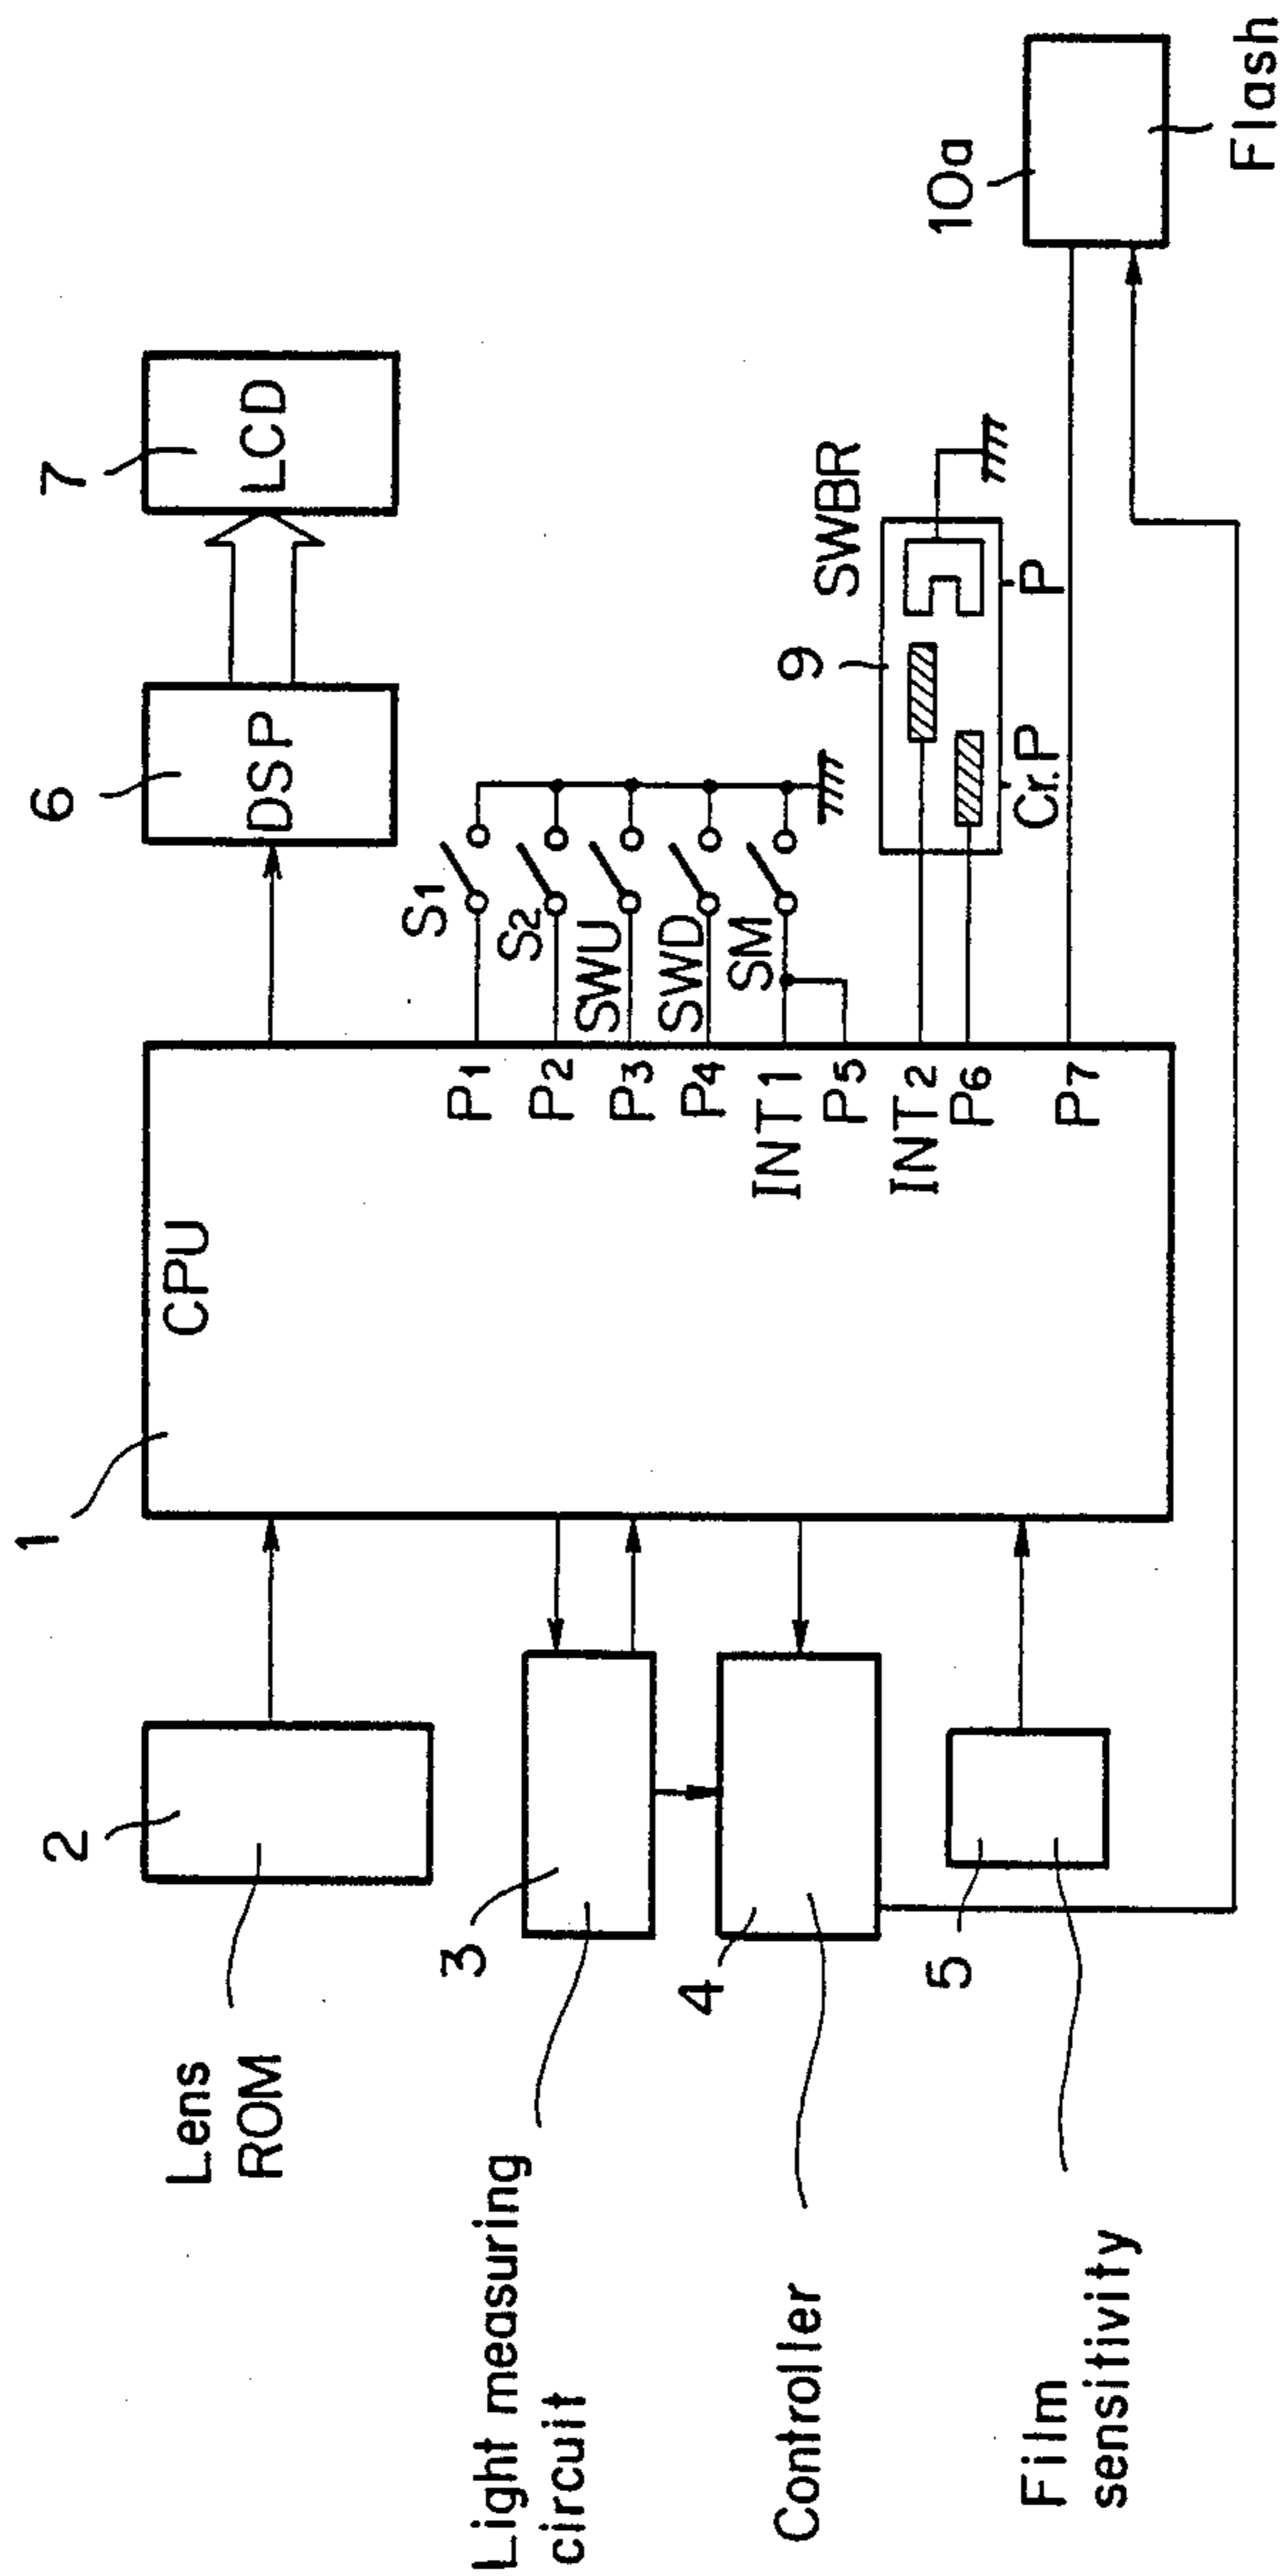 1
CPU
2
Lens
ROM
3
Light measuring
circuit
4
Controller
5
Film
sensitivity
6
DSP
7
LCD
P1
S1
P2
S2
P3
SWU
P4
SWD
INT1
SM
P5
INT2
P6
P7
9
SWBR
Cr.P
P
10a
Flash